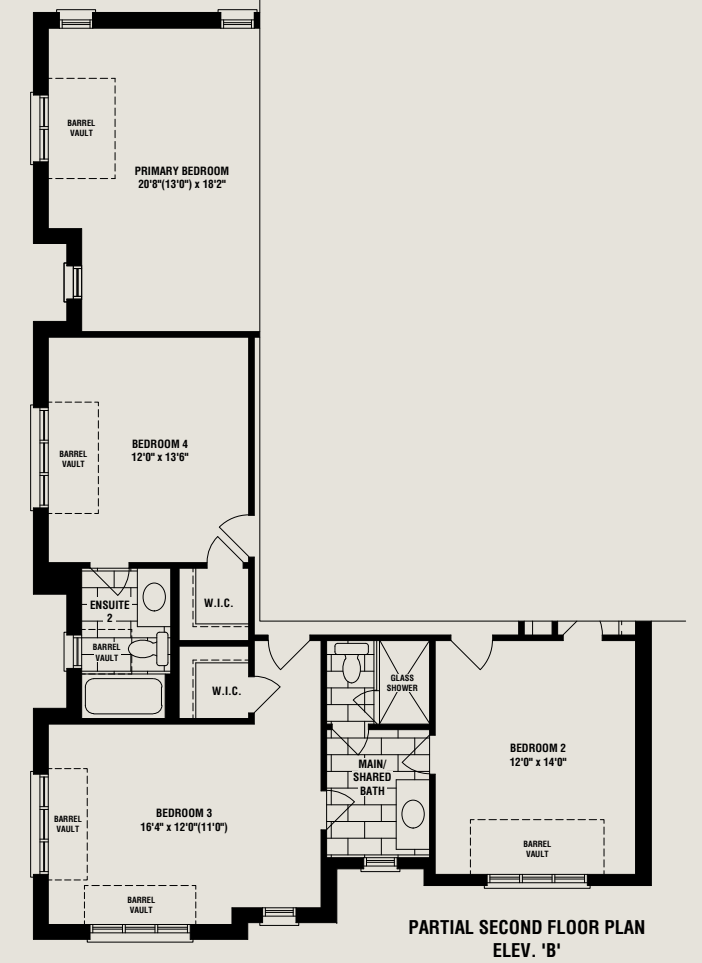 BARREL
VAULT
PRIMARY BEDROOM
20'8"(13'0") x 18'2"
BEDROOM 4
12'0" x 13'6"
BARREL
VAULT
ENSUITE
2
W.I.C.
BARREL
VAULT
W.I.C.
GLASS
SHOWER
MAIN/
SHARED
BATH
BEDROOM 2
12'0" x 14'0"
BARREL
VAULT
BEDROOM 3
16'4" x 12'0"(11'0")
BARREL
VAULT
BARREL
VAULT
PARTIAL SECOND FLOOR PLAN
ELEV. 'B'